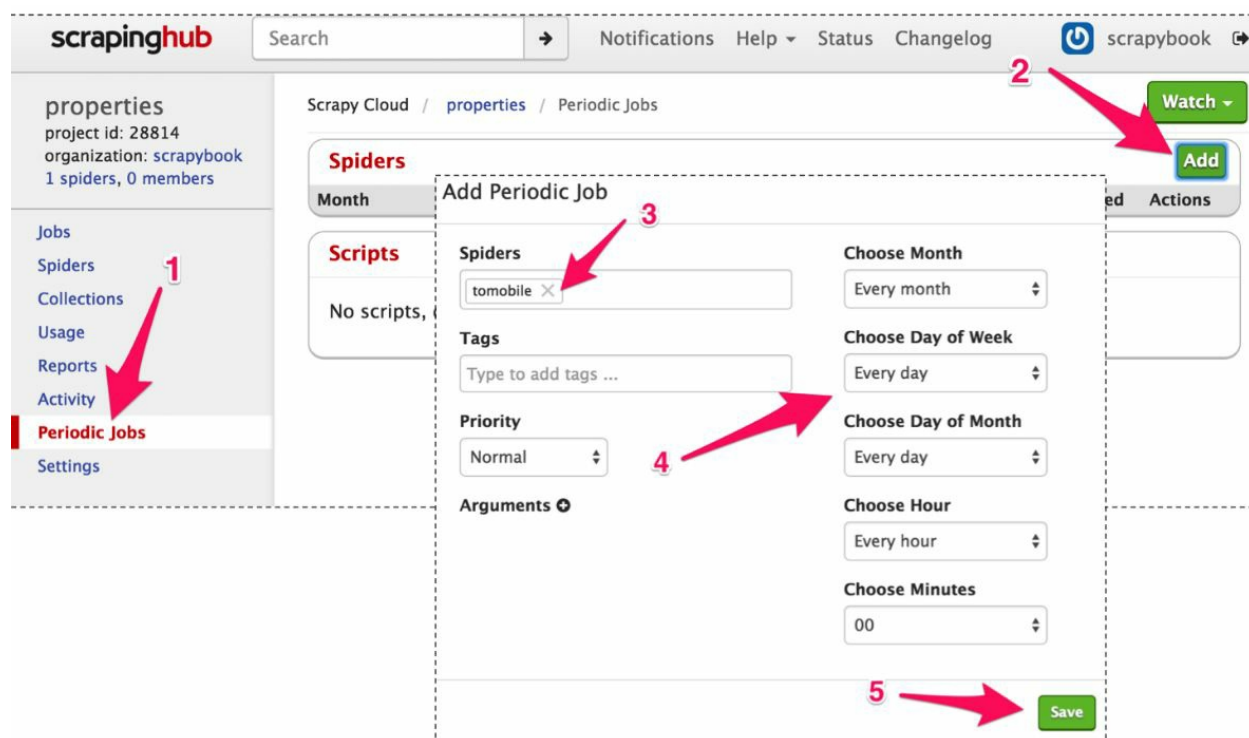 scrapinghub
Search
Notifications Help Status Changelog
scrapybook
2
properties
project id: 28814
organization: scrapybook
1 spiders, 0 members
Scrapy Cloud / properties / Periodic Jobs
Watch
Jobs
Spiders
Collections
Usage
Reports
Activity
Periodic Jobs
Settings
1
Spiders
Add
Month
Actions
Scripts
No scripts,
Add Periodic Job
3
Spiders
tomobile
Tags
Type to add tags ...
Priority
Normal
4
Arguments
Choose Month
Every month
Choose Day of Week
Every day
Choose Day of Month
Every day
Choose Hour
Every hour
Choose Minutes
00
5
Save